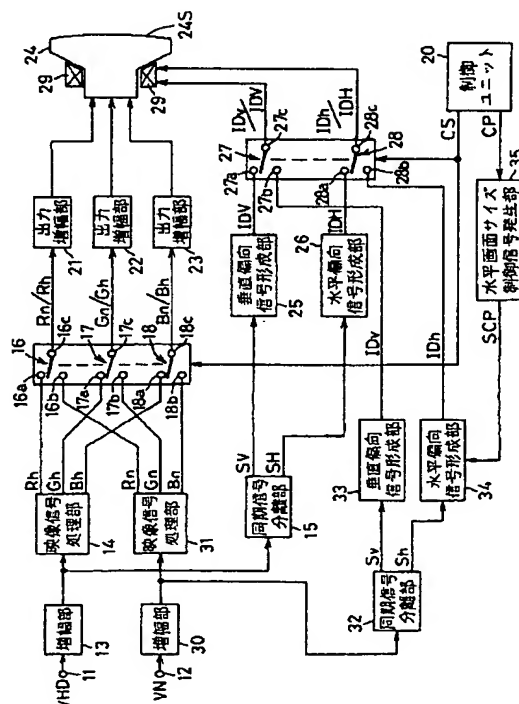 24
24S
29
29
出力
増幅部
21
出力
増幅部
22
出力
増幅部
23
Rn/Rh
Gn/Gh
Bn/Bh
16
16a
16b
16c
17
17a
17b
17c
18
18a
18b
18c
Rh
Gh
Bh
Rn
Gn
Bn
映像信号
処理部
14
映像信号
処理部
31
増幅部
13
増幅部
30
VHD
11
VN
12
IDv/IDV
IDh/IDH
27
27a
27b
27c
28
28a
28b
28c
IDV
IDH
垂直偏向
信号形成部
25
水平偏向
信号形成部
26
SV
SH
同期信号
分離部
15
制御
ユニット
20
CS
CP
水平画面サイズ
制御信号発生部
35
SCP
IDv
IDh
垂直偏向
信号形成部
33
水平偏向
信号形成部
34
Sv
Sh
同期信号
分離部
32